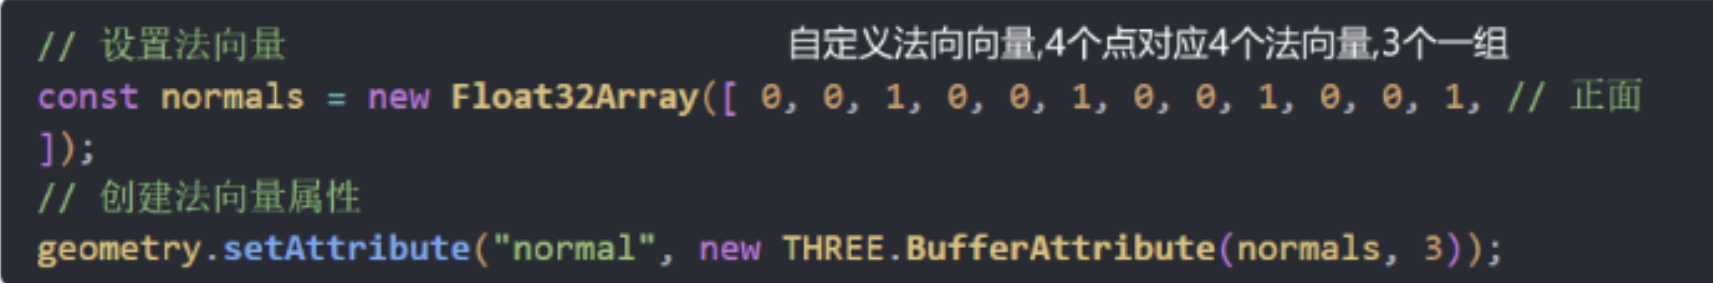 // 设置法向量
自定义法向向量,4个点对应4个法向量,3个一组
const normals = new Float32Array([ 0, 0, 1, 0, 0, 1, 0, 0, 1, 0, 0, 1, // 正面
]);
// 创建法向量属性
geometry.setAttribute("normal", new THREE.BufferAttribute(normals, 3));